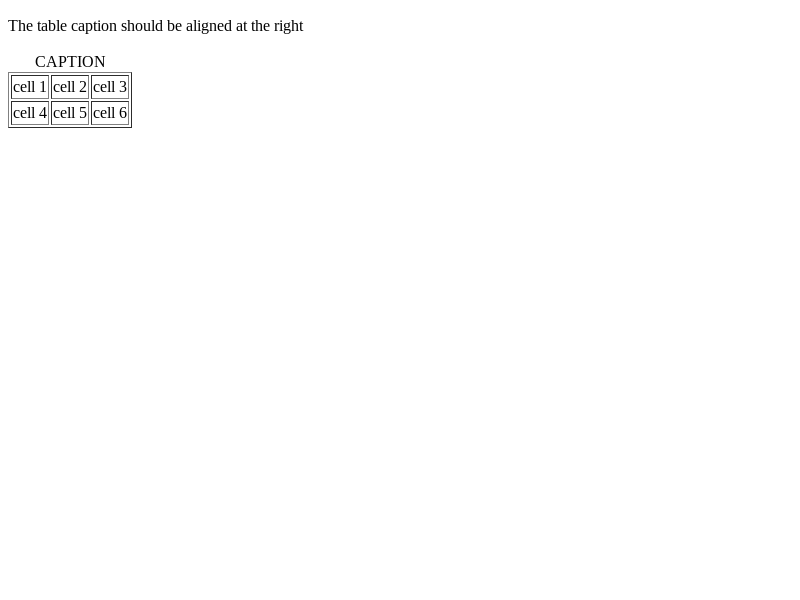 The table caption should be aligned at the right
CAPTION
cell 1 cell 2 cell 3
cell 4 cell 5 cell 6